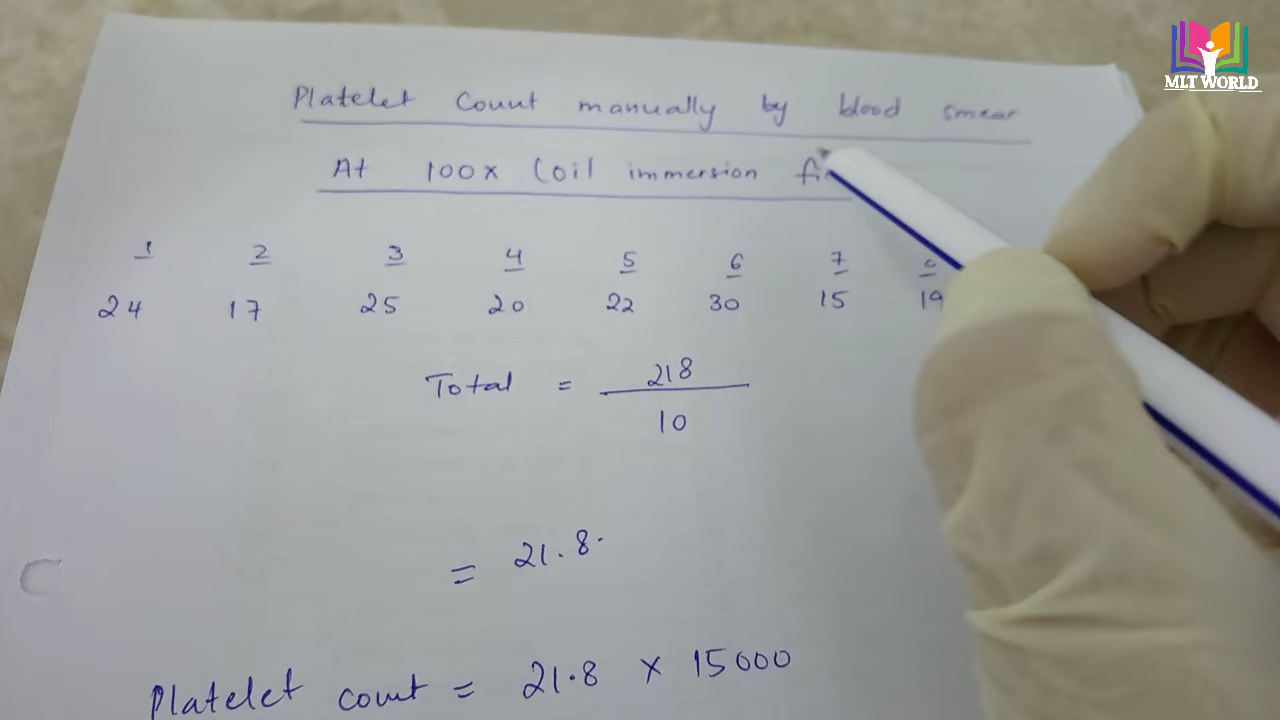 MLT WORLD
Platelet Count manually by blood smear
At 100x (oil immersion
1 2 3 4 5 6 7
24 17 25 20 22 30 15 19
Total = 218
10
= 21.8.
Platelet count = 21.8 x 15000